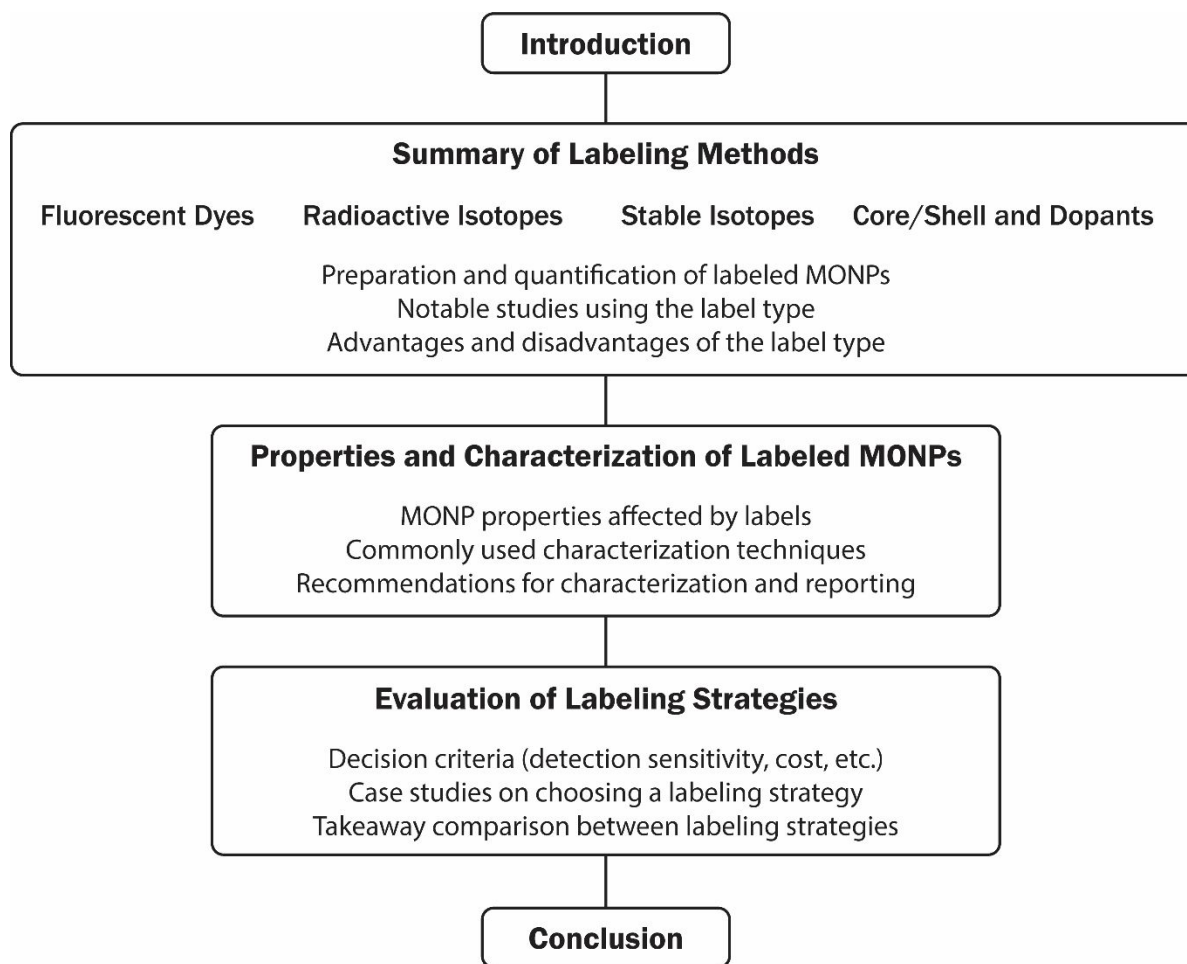 Introduction
Summary of Labeling Methods
Fluorescent Dyes Radioactive Isotopes Stable Isotopes Core/Shell and Dopants
Preparation and quantification of labeled MONPs
Notable studies using the label type
Advantages and disadvantages of the label type
Properties and Characterization of Labeled MONPs
MONP properties affected by labels
Commonly used characterization techniques
Recommendations for characterization and reporting
Evaluation of Labeling Strategies
Decision criteria (detection sensitivity, cost, etc.)
Case studies on choosing a labeling strategy
Takeaway comparison between labeling strategies
Conclusion